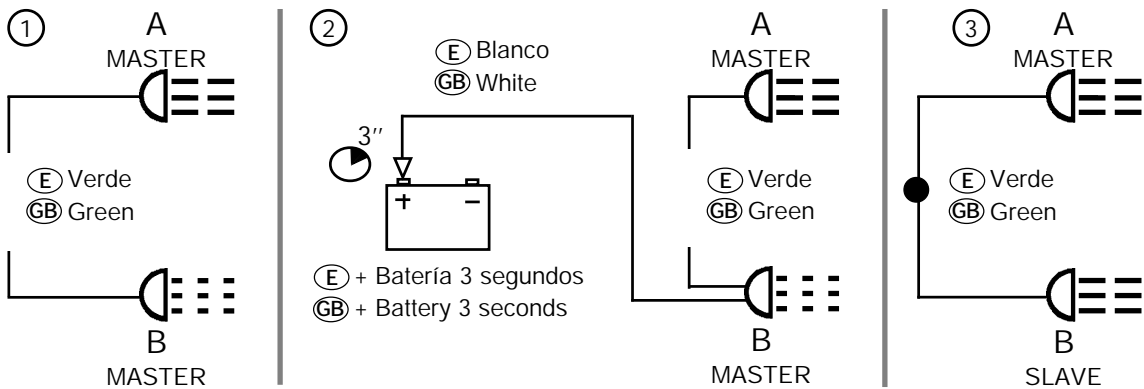 1
A
MASTER
E Verde
GB Green
B
MASTER
2
E Blanco
GB White
3''
+ −
E + Batería 3 segundos
GB + Battery 3 seconds
A
MASTER
E Verde
GB Green
B
MASTER
3
A
MASTER
E Verde
GB Green
B
SLAVE